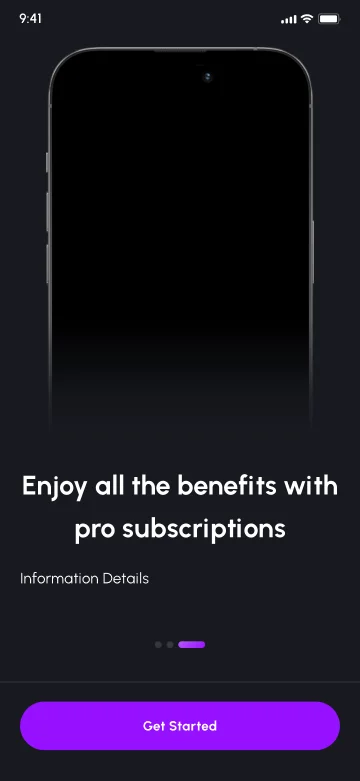 9:41
Enjoy all the benefits with
pro subscriptions
Information Details
Get Started